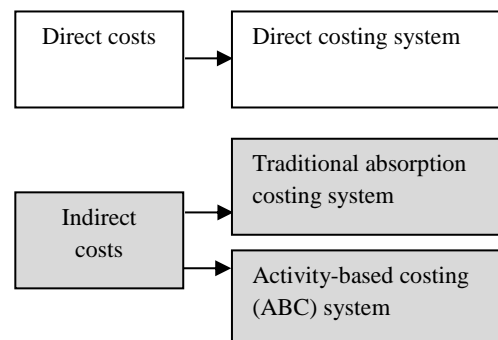 Direct costs
Direct costing system
Traditional absorption
costing system
Indirect
costs
Activity-based costing
(ABC) system